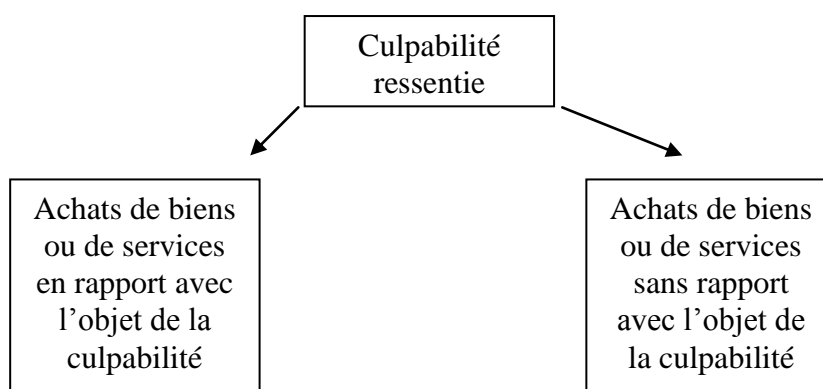 Culpabilité
ressentie
Achats de biens
ou de services
en rapport avec
l’objet de la
culpabilité
Achats de biens
ou de services
sans rapport
avec l’objet de
la culpabilité